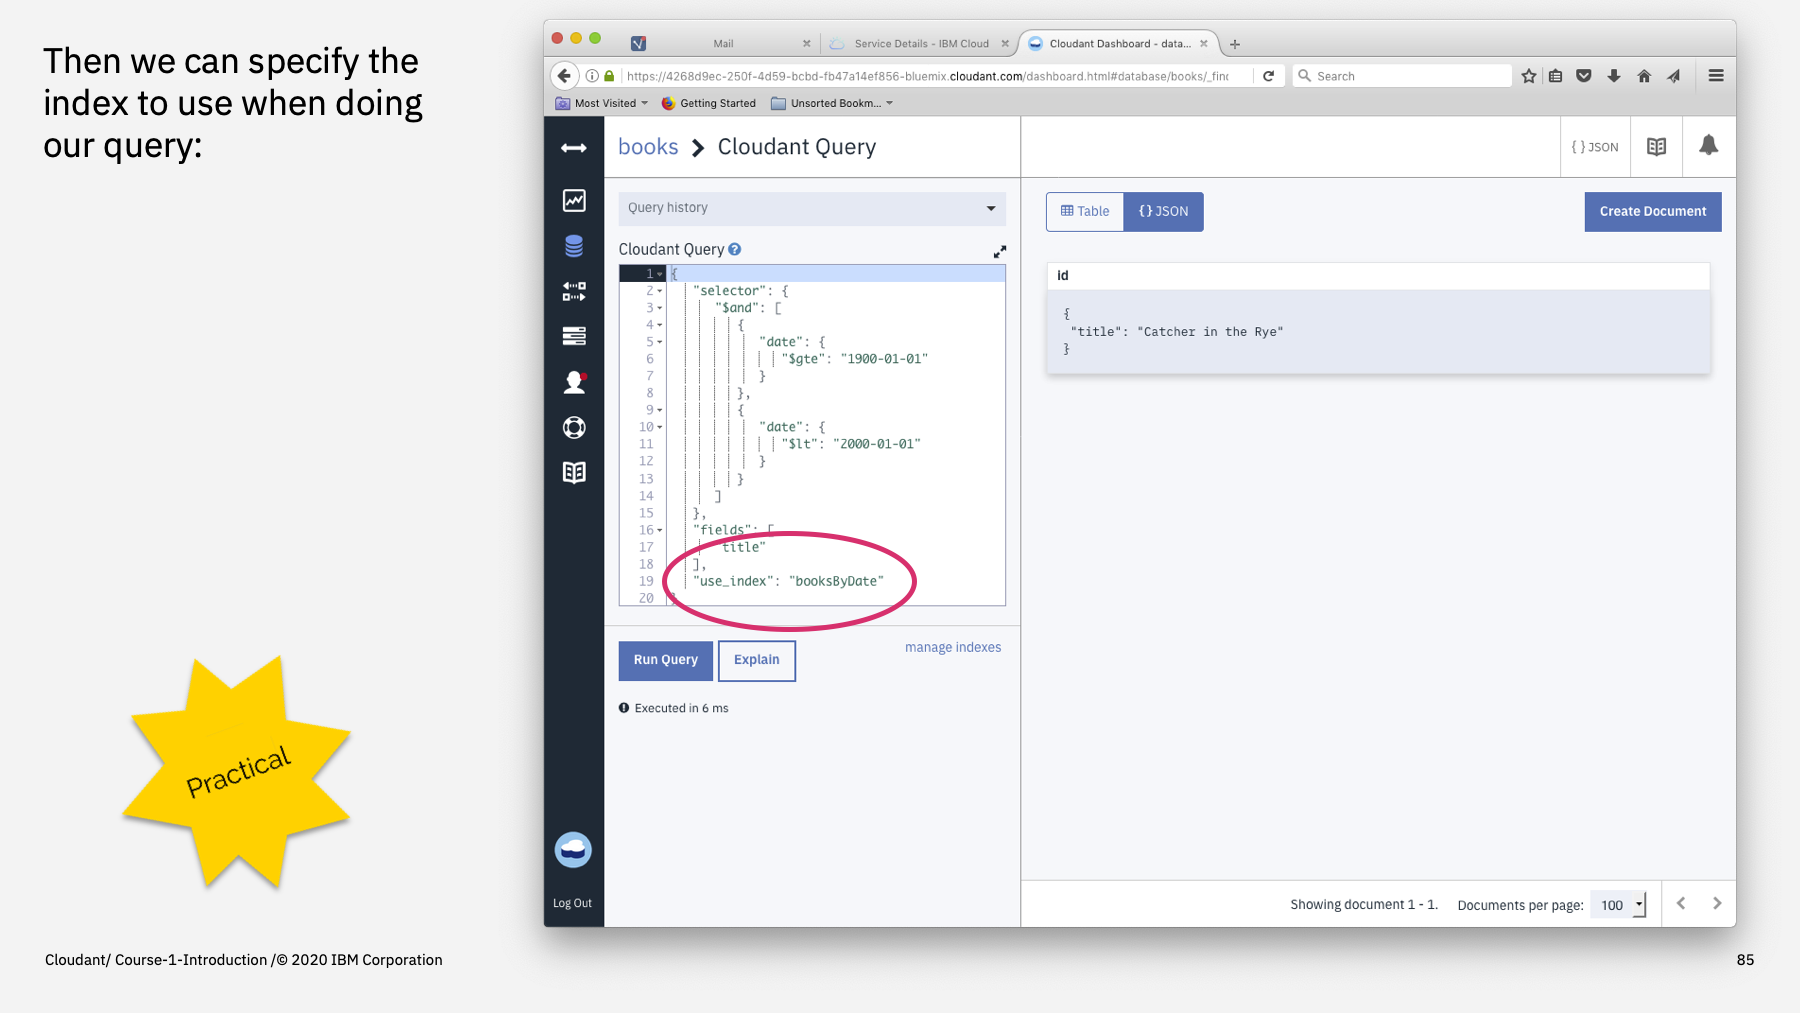 Then we can specify the
index to use when doing
our query:
Mail
Service Details - IBM Cloud
Cloudant Dashboard - data...
https://4268d9ec-250f-4d59-bcbd-fb47a14ef856-bluemix.cloudant.com/dashboard.html#database/books/_find
Search
Most Visited
Getting Started
Unsorted Bookm...
books
Cloudant Query
{ } JSON
Query history
Table
{} JSON
Create Document
Cloudant Query
id
{
"title": "Catcher in the Rye"
}
1 {
2 "selector": {
3 "$and": [
4 {
5 "date": {
6 "$gte": "1900-01-01"
7 }
8 },
9 {
10 "date": {
11 "$lt": "2000-01-01"
12 }
13 }
14 ]
15 },
16 "fields": [
17 "title"
18 ],
19 "use_index": "booksByDate"
20 }
Run Query
Explain
manage indexes
Executed in 6 ms
Practical
Log Out
Showing document 1 - 1.
Documents per page:
100
Cloudant/ Course-1-Introduction /© 2020 IBM Corporation
85